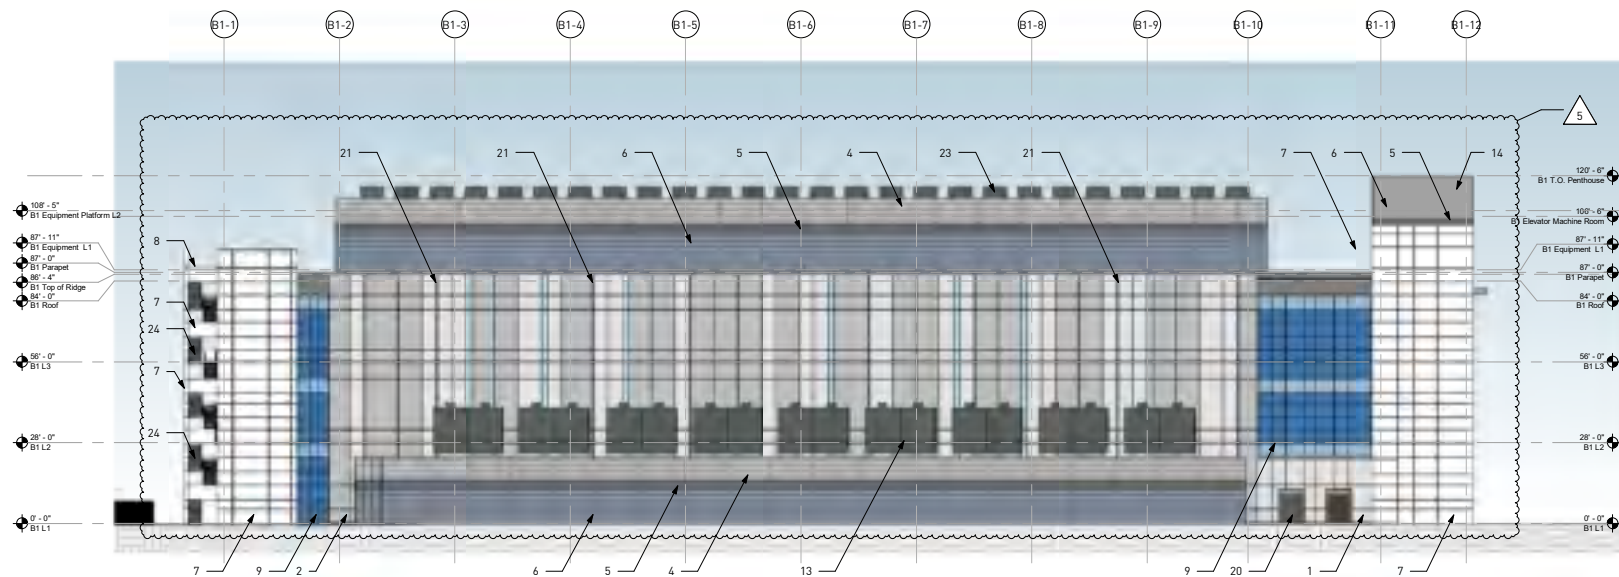 B1-1 B1-2 B1-3 B1-4 B1-5 B1-6 B1-7 B1-8 B1-9 B1-10 B1-11 B1-12
5
21 21 6 5 4 23 21 7 6 5 14
120' - 6"
B1 T.O. Penthouse
108' - 5"
B1 Equipment Platform L2
B1 Elevator Machine Room
87' - 11"
B1 Equipment L1
87' - 11"
B1 Equipment L1
8
87' - 0"
B1 Parapet
87' - 0"
B1 Parapet
86' - 4"
B1 Top of Ridge
84' - 0"
B1 Roof
84' - 0"
B1 Roof
7
24
56' - 0"
B1 L3
56' - 0"
B1 L3
7
24
28' - 0"
B1 L2
28' - 0"
B1 L2
0' - 0"
B1 L1
0' - 0"
B1 L1
7 9 2 6 5 4 13 9 20 1 7